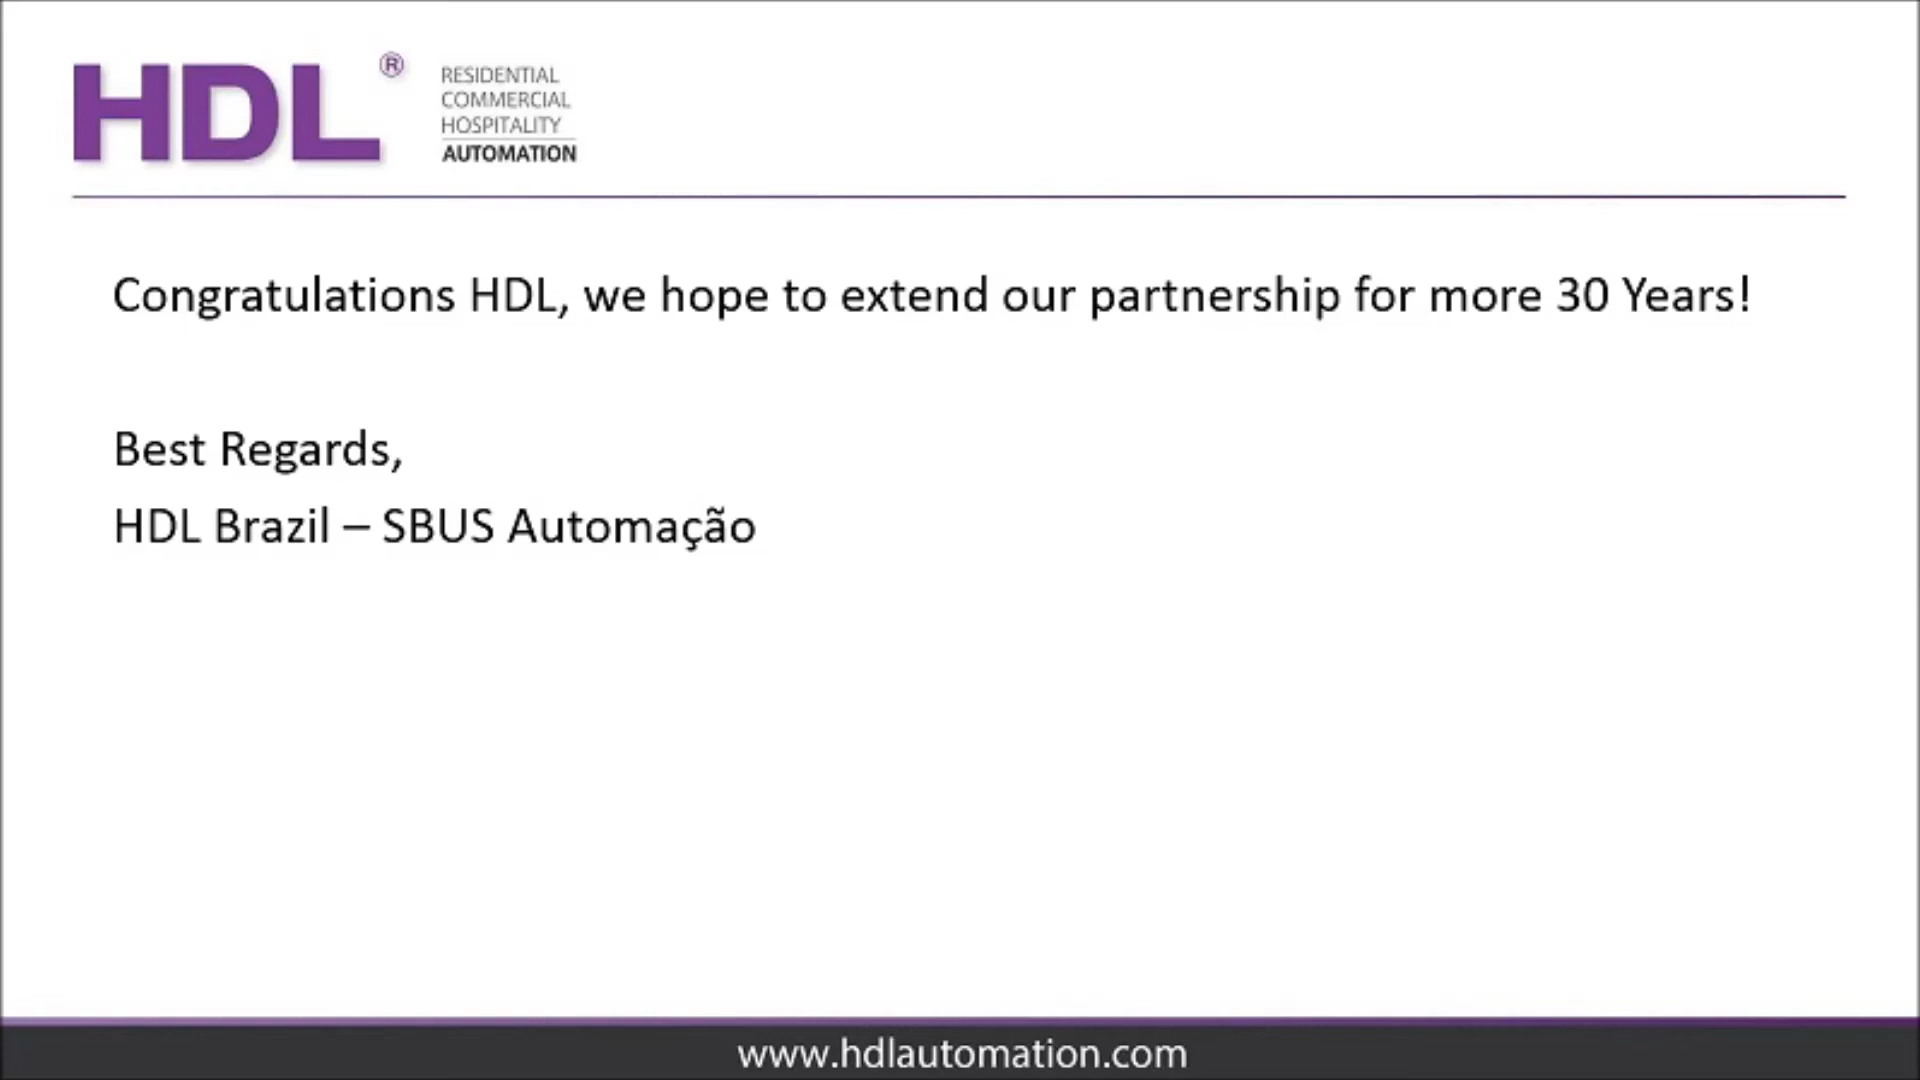 HDL®
RESIDENTIAL
COMMERCIAL
HOSPITALITY
AUTOMATION
Congratulations HDL, we hope to extend our partnership for more 30 Years!
Best Regards,
HDL Brazil – SBUS Automação
www.hdlautomation.com